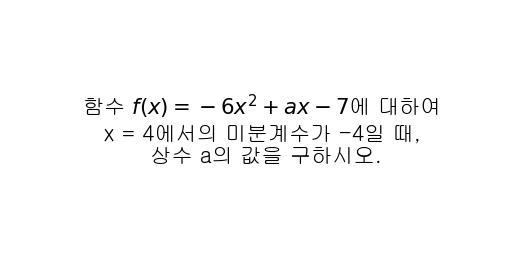 함수 f(x) = − 6x² + ax − 7에 대하여
x = 4에서의 미분계수가 −4일 때,
상수 a의 값을 구하시오.